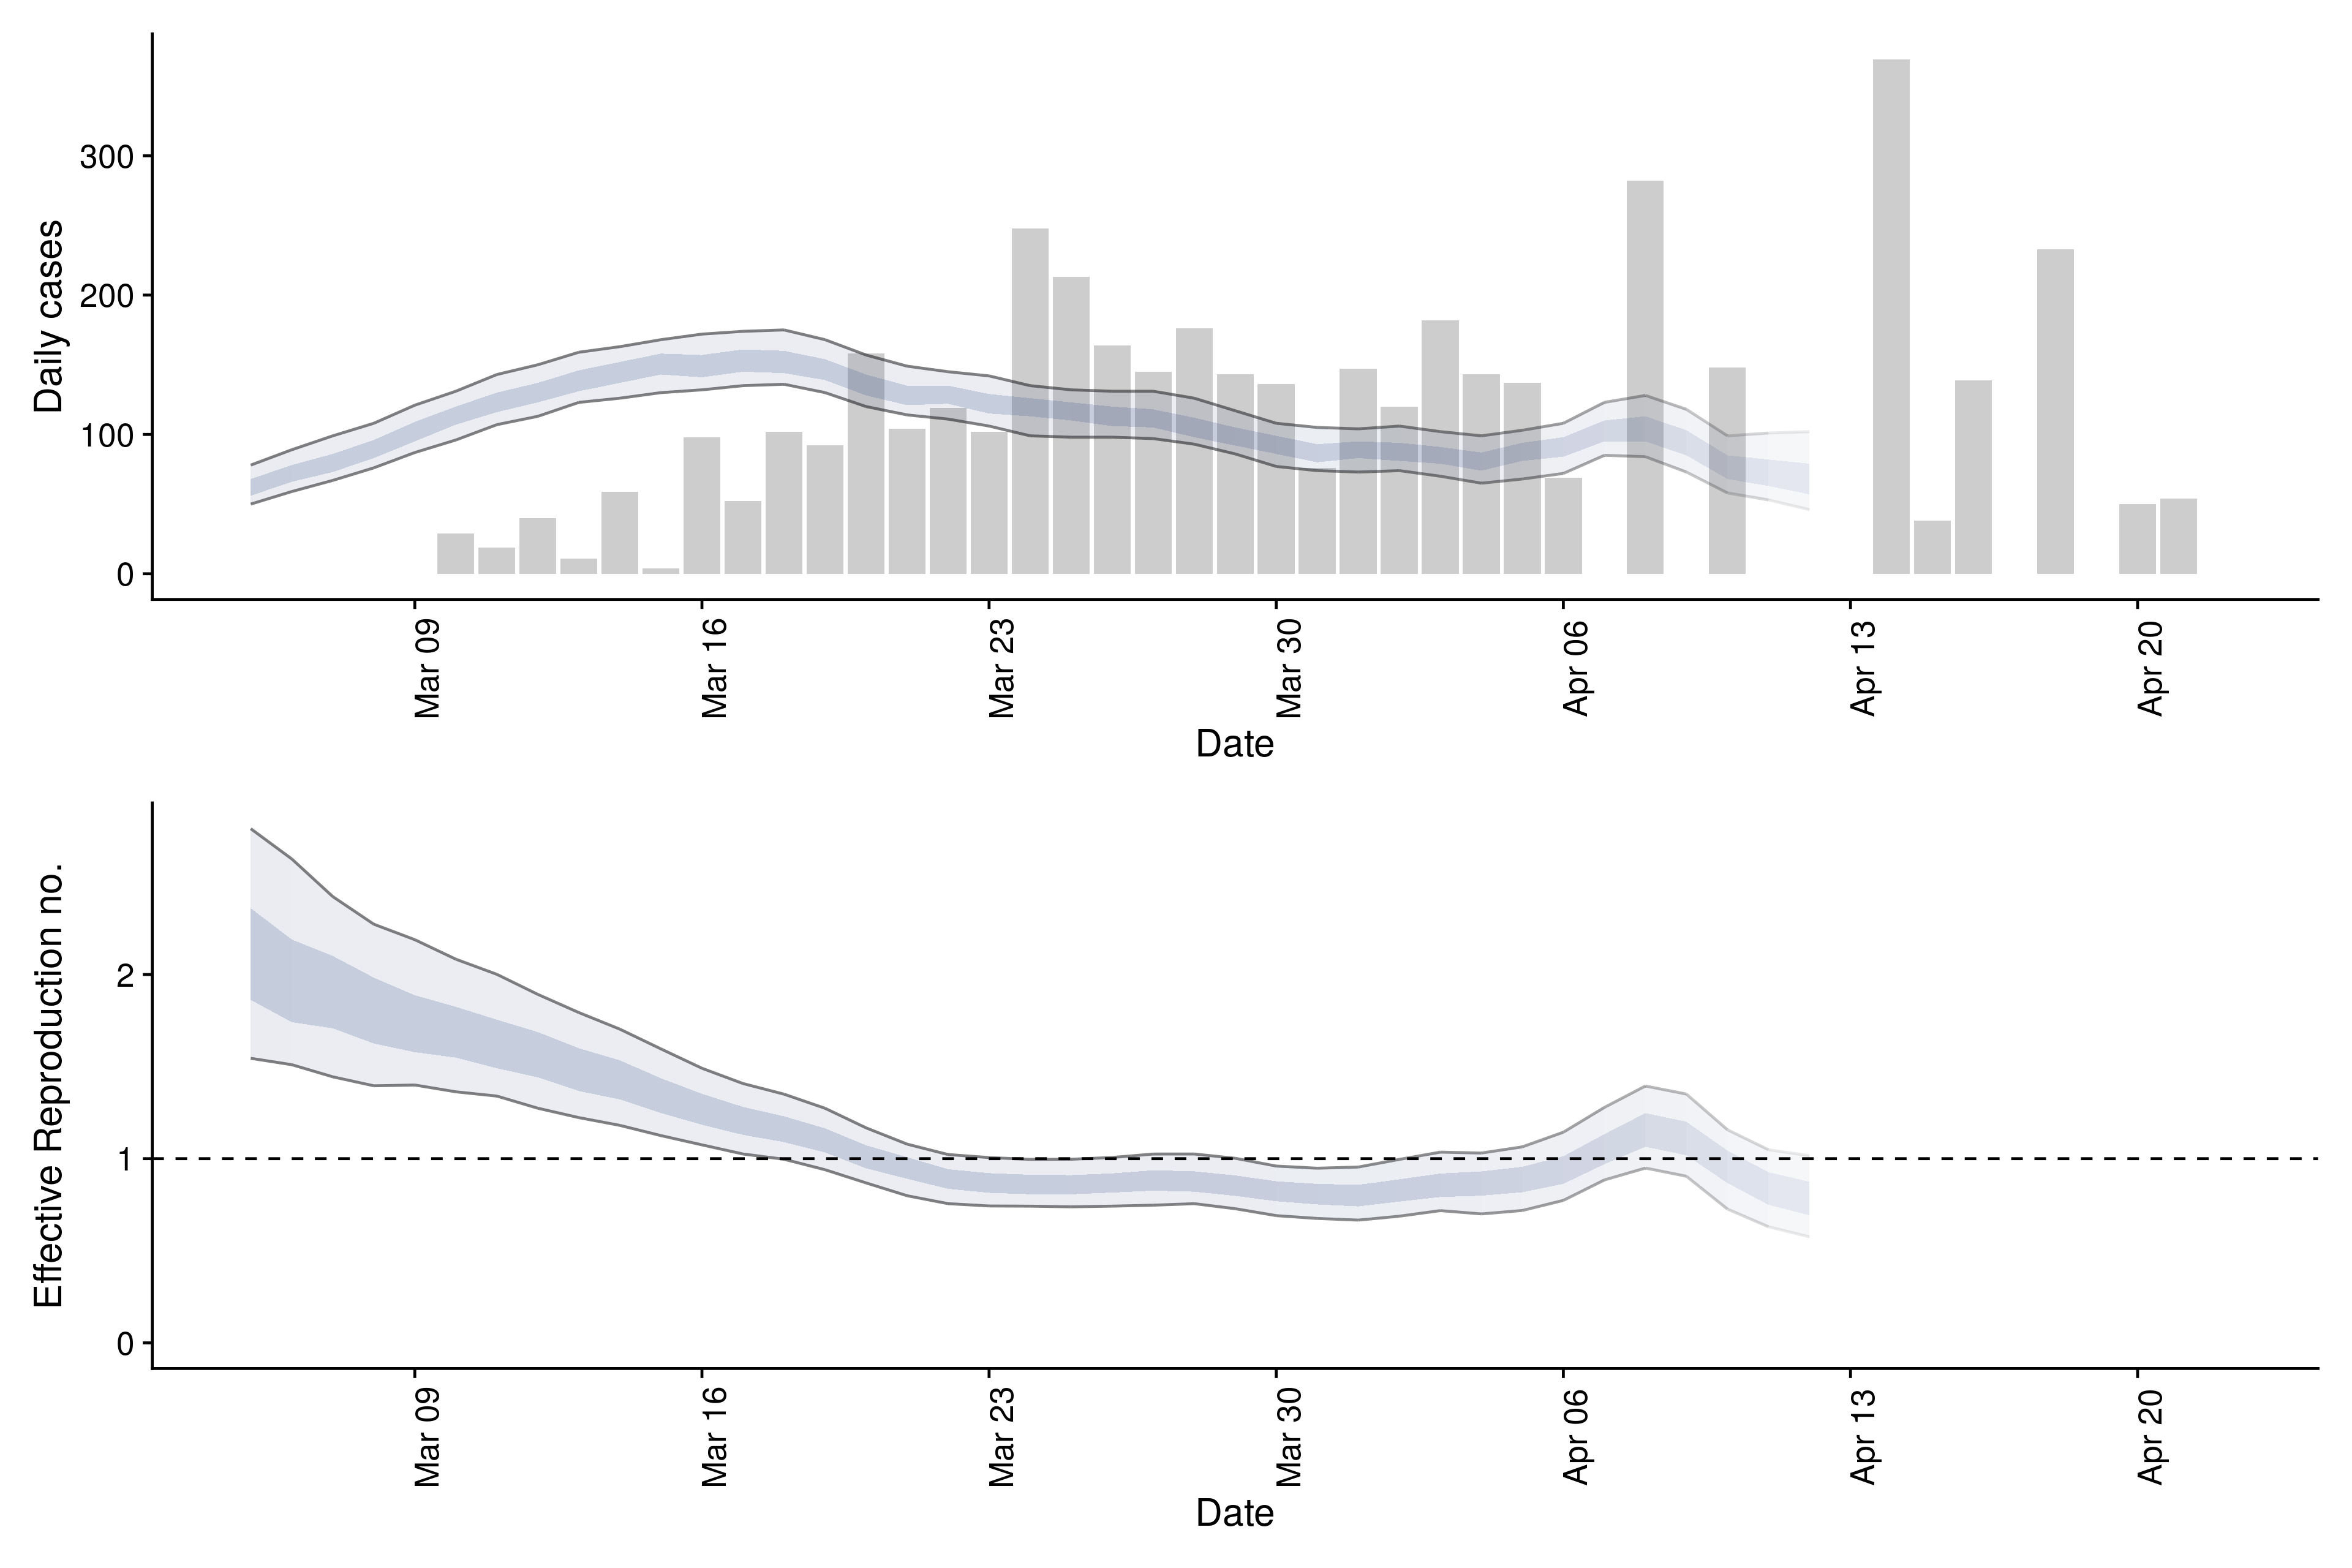 Daily cases
300
200
100
0
Mar 09
Mar 16
Mar 23
Mar 30
Apr 06
Apr 13
Apr 20
Date
Effective Reproduction no.
2
1
0
Mar 09
Mar 16
Mar 23
Mar 30
Apr 06
Apr 13
Apr 20
Date